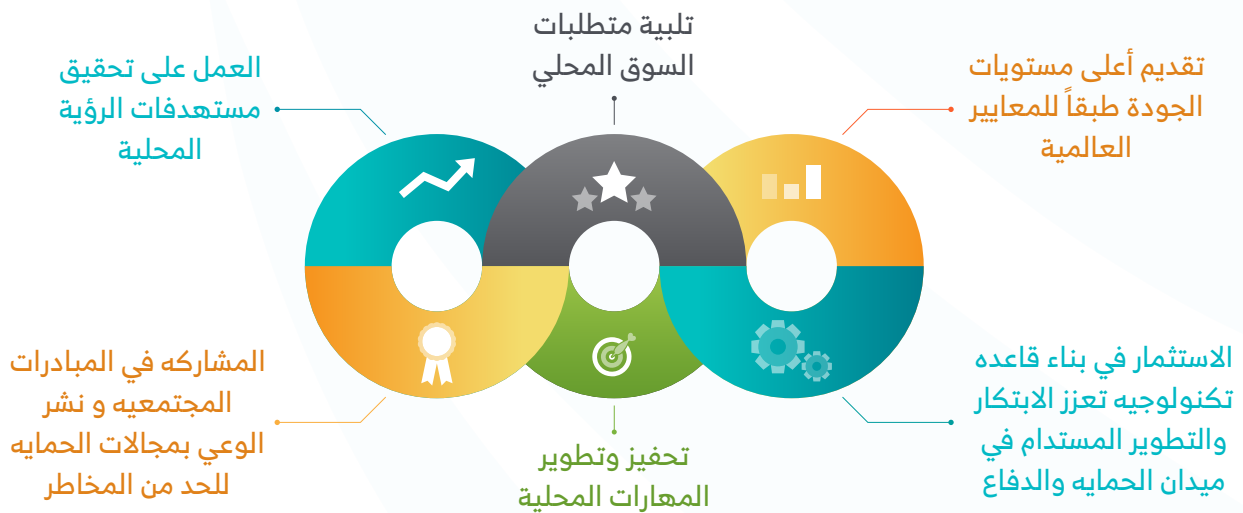 تقديم أعلى مستويات
الجودة طبقاً للمعايير
العالمية
تلبية متطلبات
السوق المحلي
العمل على تحقيق
مستهدفات الرؤية
المحلية
الاستثمار في بناء قاعده
تكنولوجيه تعزز الابتكار
والتطوير المستدام في
ميدان الحمايه والدفاع
تحفيز وتطوير
المهارات المحلية
المشاركه في المبادرات
المجتمعيه و نشر
الوعي بمجالات الحمايه
للحد من المخاطر